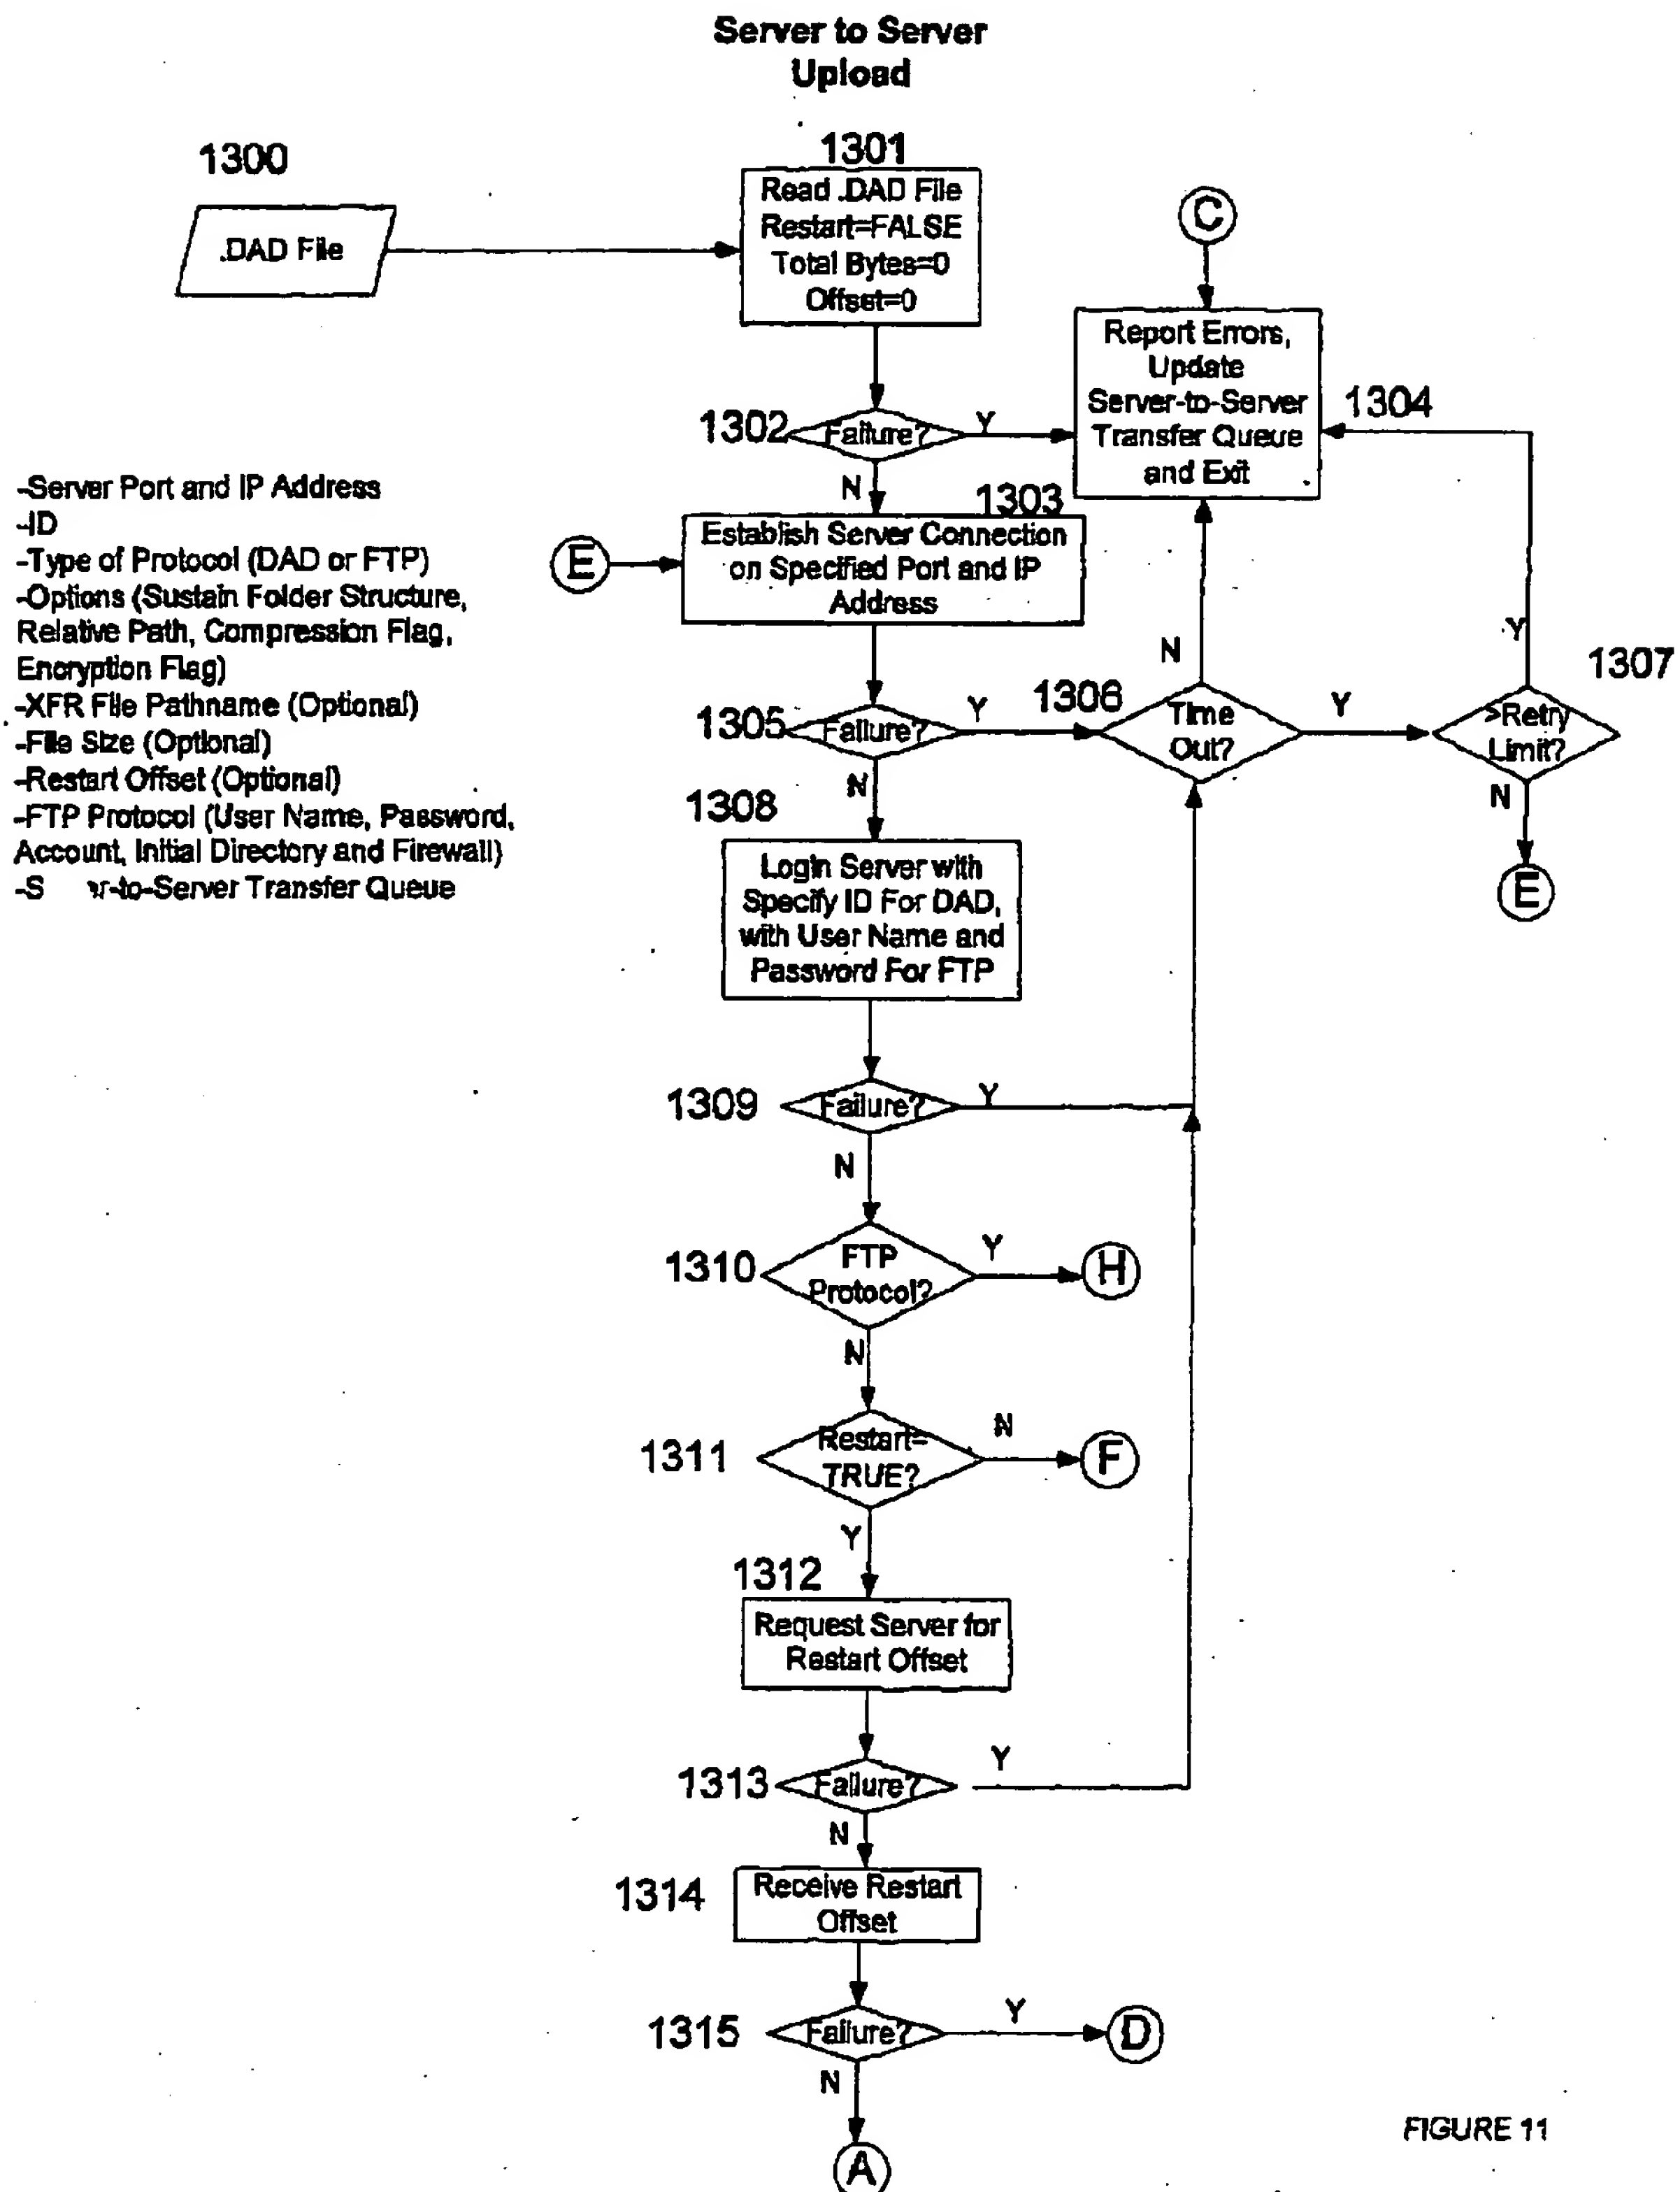 Server to Server
Upload
1300
.DAD File
1301
Read .DAD File
Restart=FALSE
Total Bytes=0
Offset=0
C
Report Errors,
Update
Server-to-Server
Transfer Queue
and Exit
1304
1302
Failure?
Y
N
-Server Port and IP Address
-ID
-Type of Protocol (DAD or FTP)
-Options (Sustain Folder Structure,
Relative Path, Compression Flag,
Encryption Flag)
-XFR File Pathname (Optional)
-File Size (Optional)
-Restart Offset (Optional)
-FTP Protocol (User Name, Password,
Account, Initial Directory and Firewall)
-S r-to-Server Transfer Queue
1303
E
Establish Server Connection
on Specified Port and IP
Address
1305
Failure?
Y
N
1306
Time
Out?
N
Y
1307
>Retry
Limit?
Y
N
E
1308
Login Server with
Specify ID For DAD,
with User Name and
Password For FTP
1309
Failure?
Y
N
1310
FTP
Protocol?
Y
H
N
1311
Restart=
TRUE?
N
F
Y
1312
Request Server for
Restart Offset
1313
Failure?
Y
N
1314
Receive Restart
Offset
1315
Failure?
Y
D
N
A
FIGURE 11